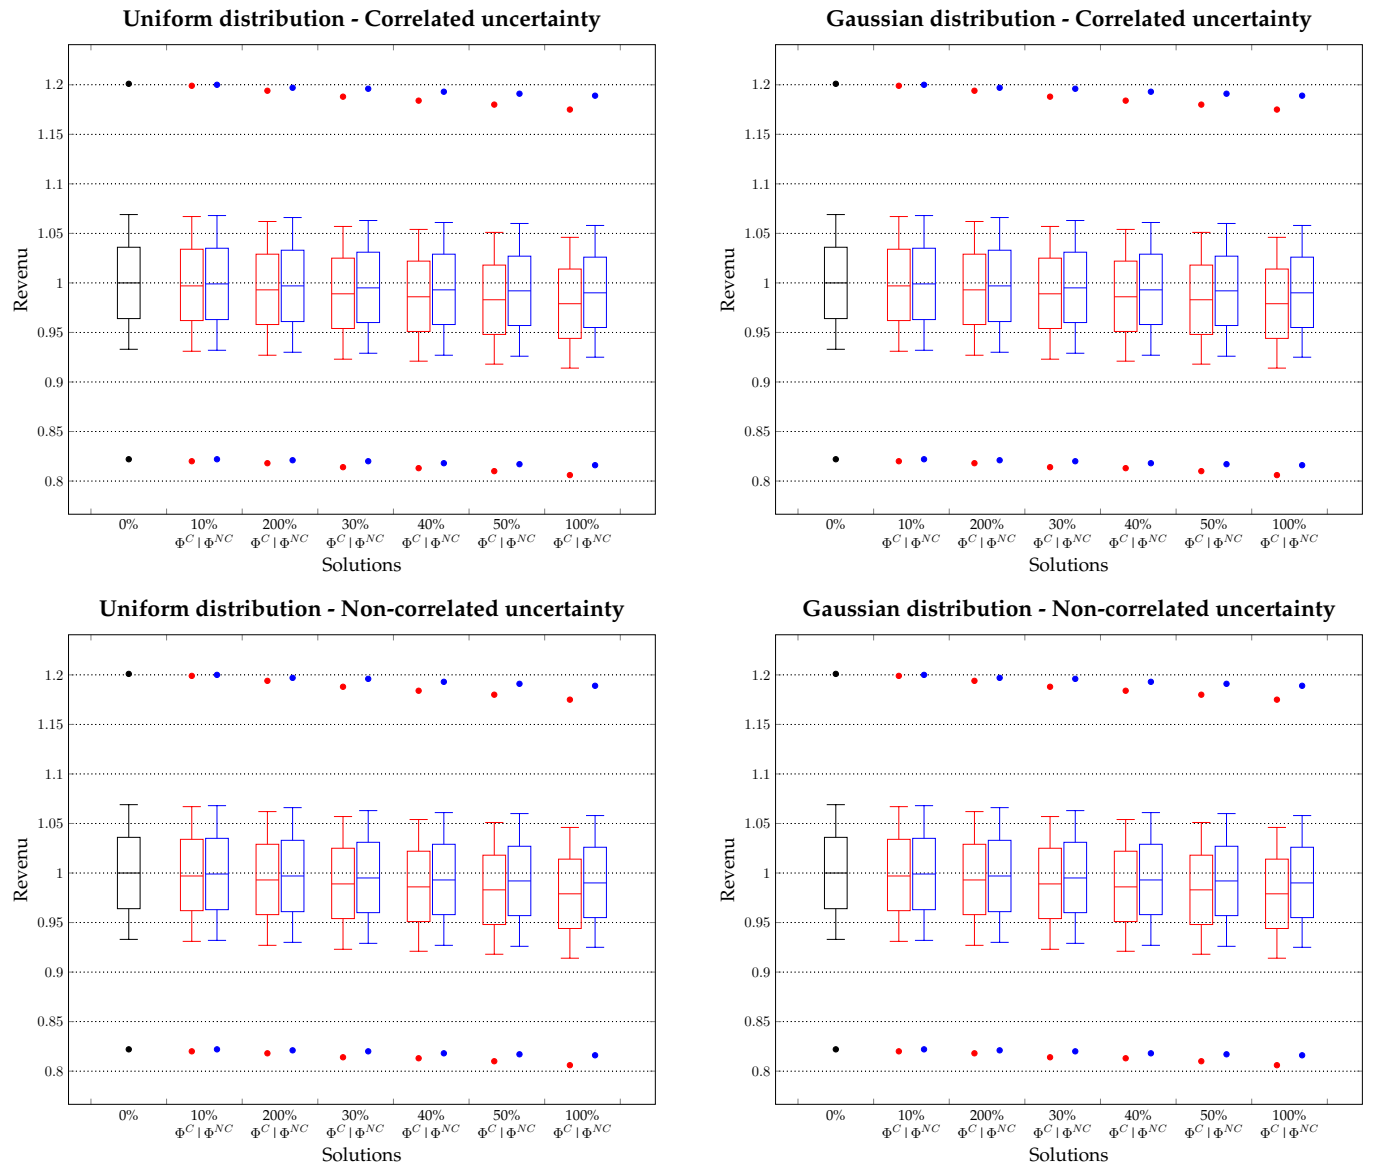 Uniform distribution - Correlated uncertainty
1.2
1.15
1.1
1.05
1
0.95
0.9
0.85
0.8
Revenu
0% 10% 200% 30% 40% 50% 100%
Φ^C | Φ^NC Φ^C | Φ^NC Φ^C | Φ^NC Φ^C | Φ^NC Φ^C | Φ^NC Φ^C | Φ^NC
Solutions
Gaussian distribution - Correlated uncertainty
1.2
1.15
1.1
1.05
1
0.95
0.9
0.85
0.8
Revenu
0% 10% 200% 30% 40% 50% 100%
Φ^C | Φ^NC Φ^C | Φ^NC Φ^C | Φ^NC Φ^C | Φ^NC Φ^C | Φ^NC Φ^C | Φ^NC
Solutions
Uniform distribution - Non-correlated uncertainty
1.2
1.15
1.1
1.05
1
0.95
0.9
0.85
0.8
Revenu
0% 10% 200% 30% 40% 50% 100%
Φ^C | Φ^NC Φ^C | Φ^NC Φ^C | Φ^NC Φ^C | Φ^NC Φ^C | Φ^NC Φ^C | Φ^NC
Solutions
Gaussian distribution - Non-correlated uncertainty
1.2
1.15
1.1
1.05
1
0.95
0.9
0.85
0.8
Revenu
0% 10% 200% 30% 40% 50% 100%
Φ^C | Φ^NC Φ^C | Φ^NC Φ^C | Φ^NC Φ^C | Φ^NC Φ^C | Φ^NC Φ^C | Φ^NC
Solutions